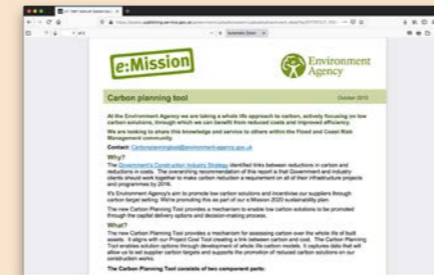 e:Mission
Environment
Agency
Carbon planning tool
October 2015
At the Environment Agency we are taking a whole life approach to carbon, actively focusing on low
carbon solutions, through which we can benefit from reduced costs and improved efficiency.
We are looking to share this knowledge and service to others within the Flood and Coast Risk
Management community.
Contact: Carbonplanningtool@environment-agency.gov.uk
Why?
The Government's Construction Industry Strategy identified links between reductions in carbon and
reductions in costs. The overarching recommendation of this report is that Government and industry
clients should work together to make carbon reduction a requirement on all of their infrastructure projects
and programmes by 2016.
It's Environment Agency's aim to promote low carbon solutions and incentivise our suppliers through
carbon target setting. We're promoting this as part of our e:Mission 2020 sustainability plan.
The new Carbon Planning Tool provides a mechanism to enable low carbon solutions to be promoted
through the capital delivery options and decision-making process.
What?
The new Carbon Planning Tool provides a mechanism for assessing carbon over the whole life of built
assets. It aligns with our Project Cost Tool creating a link between carbon and cost. The Carbon Planning
Tool enables solution options through development of whole life carbon models. It captures data that will
allow us to set supplier carbon targets and supports the promotion of reduced carbon solutions on our
construction works.
The Carbon Planning Tool consists of two component parts: